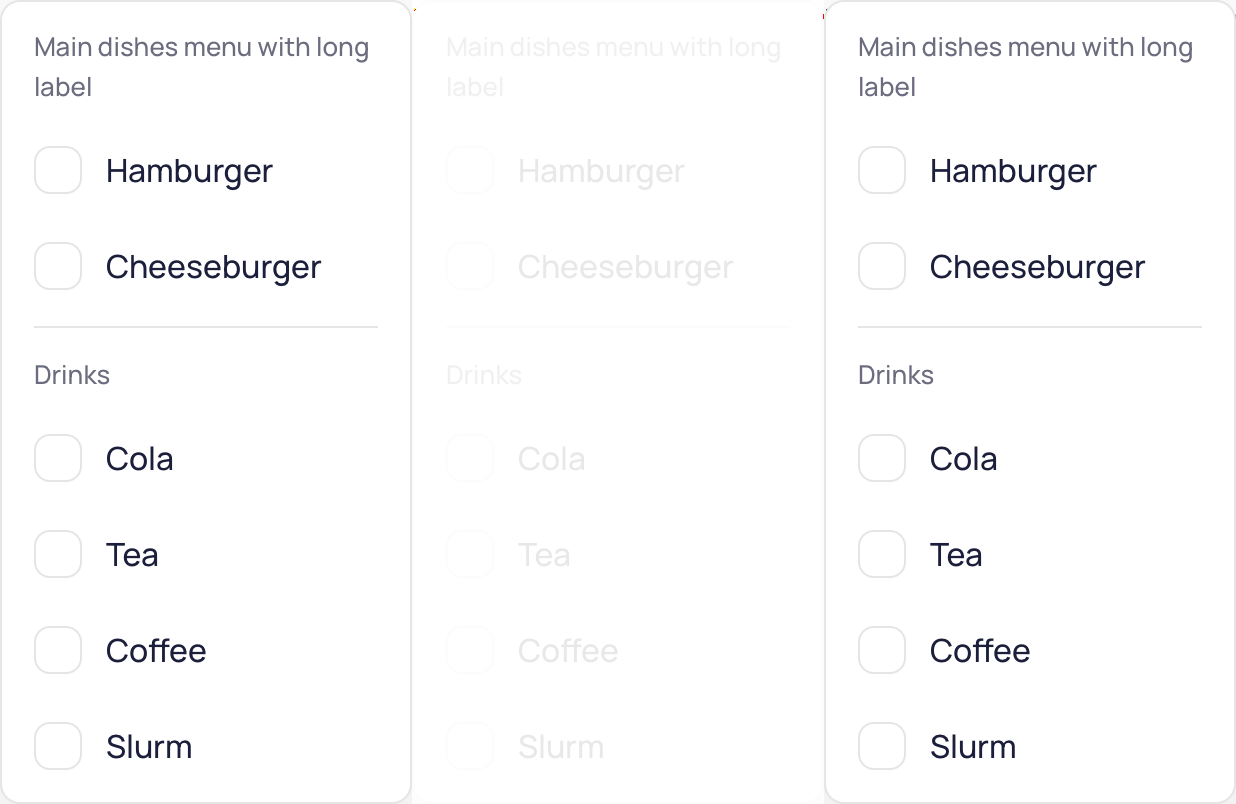 Main dishes menu with long
label
Hamburger
Cheeseburger
Drinks
Cola
Tea
Coffee
Slurm
Main dishes menu with long
label
Hamburger
Cheeseburger
Drinks
Cola
Tea
Coffee
Slurm
Main dishes menu with long
label
Hamburger
Cheeseburger
Drinks
Cola
Tea
Coffee
Slurm